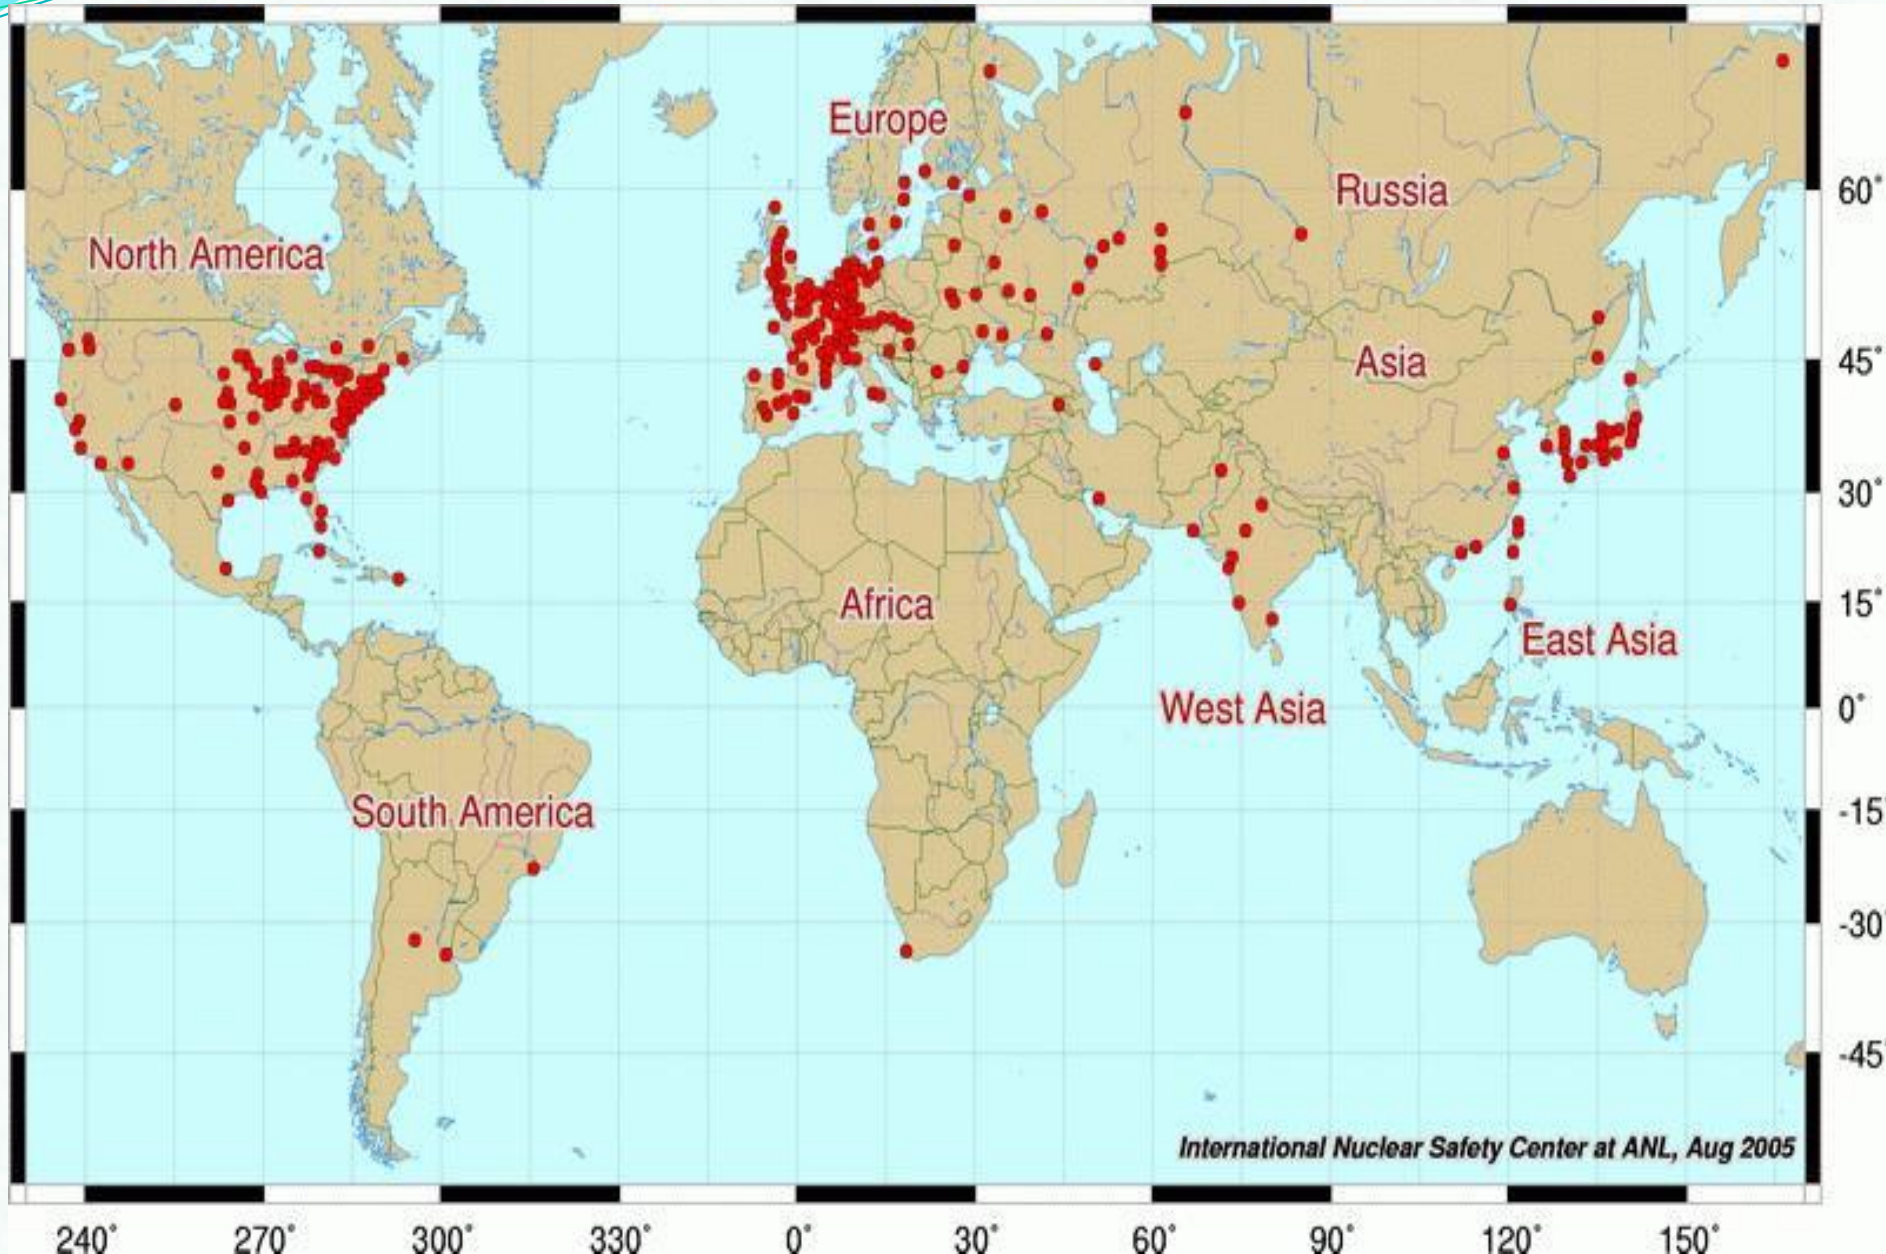 Europe
Russia
60°
North America
Asia
45°
30°
Africa
15°
East Asia
West Asia
0°
South America
-15°
-30°
-45°
International Nuclear Safety Center at ANL, Aug 2005
240° 270° 300° 330° 0° 30° 60° 90° 120° 150°